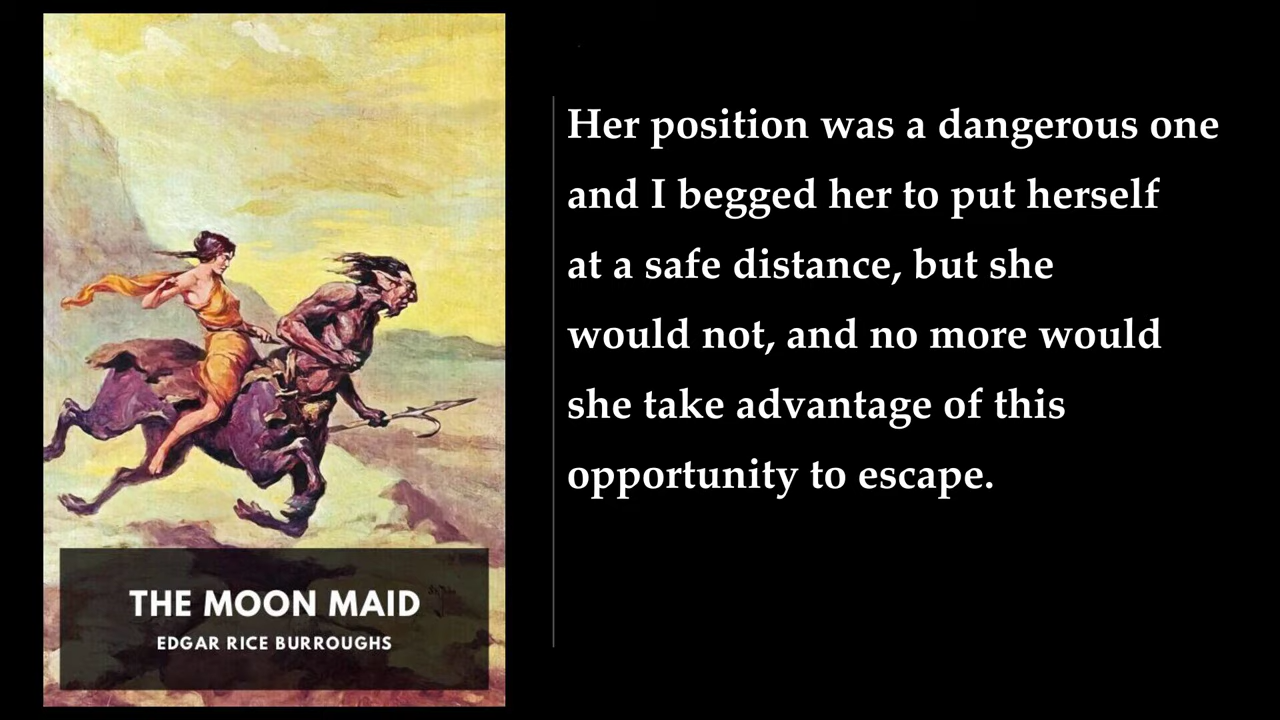 THE MOON MAID
EDGAR RICE BURROUGHS
Her position was a dangerous one
and I begged her to put herself
at a safe distance, but she
would not, and no more would
she take advantage of this
opportunity to escape.